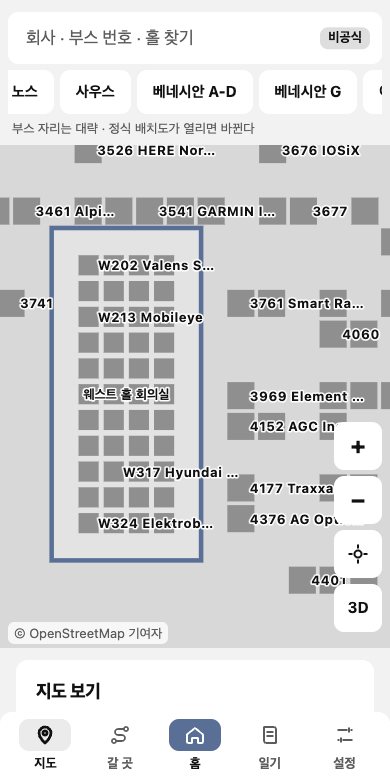 회사 · 부스 번호 · 홀 찾기
비공식
노스
사우스
베네시안 A-D
베네시안 G
부스 자리는 대략 · 정식 배치도가 열리면 바뀐다
3526 HERE Nor...
3676 IOSiX
3461 Alpi...
3541 GARMIN I...
3677
W202 Valens S...
3741
W213 Mobileye
3761 Smart Ra...
4060
웨스트 홀 회의실
3969 Element ...
4152 AGC In
W317 Hyundai ...
4177 Traxxa
W324 Elektrob...
4376 AG Opt
4401
+
−
3D
© OpenStreetMap 기여자
지도 보기
지도
갈 곳
홈
일기
설정